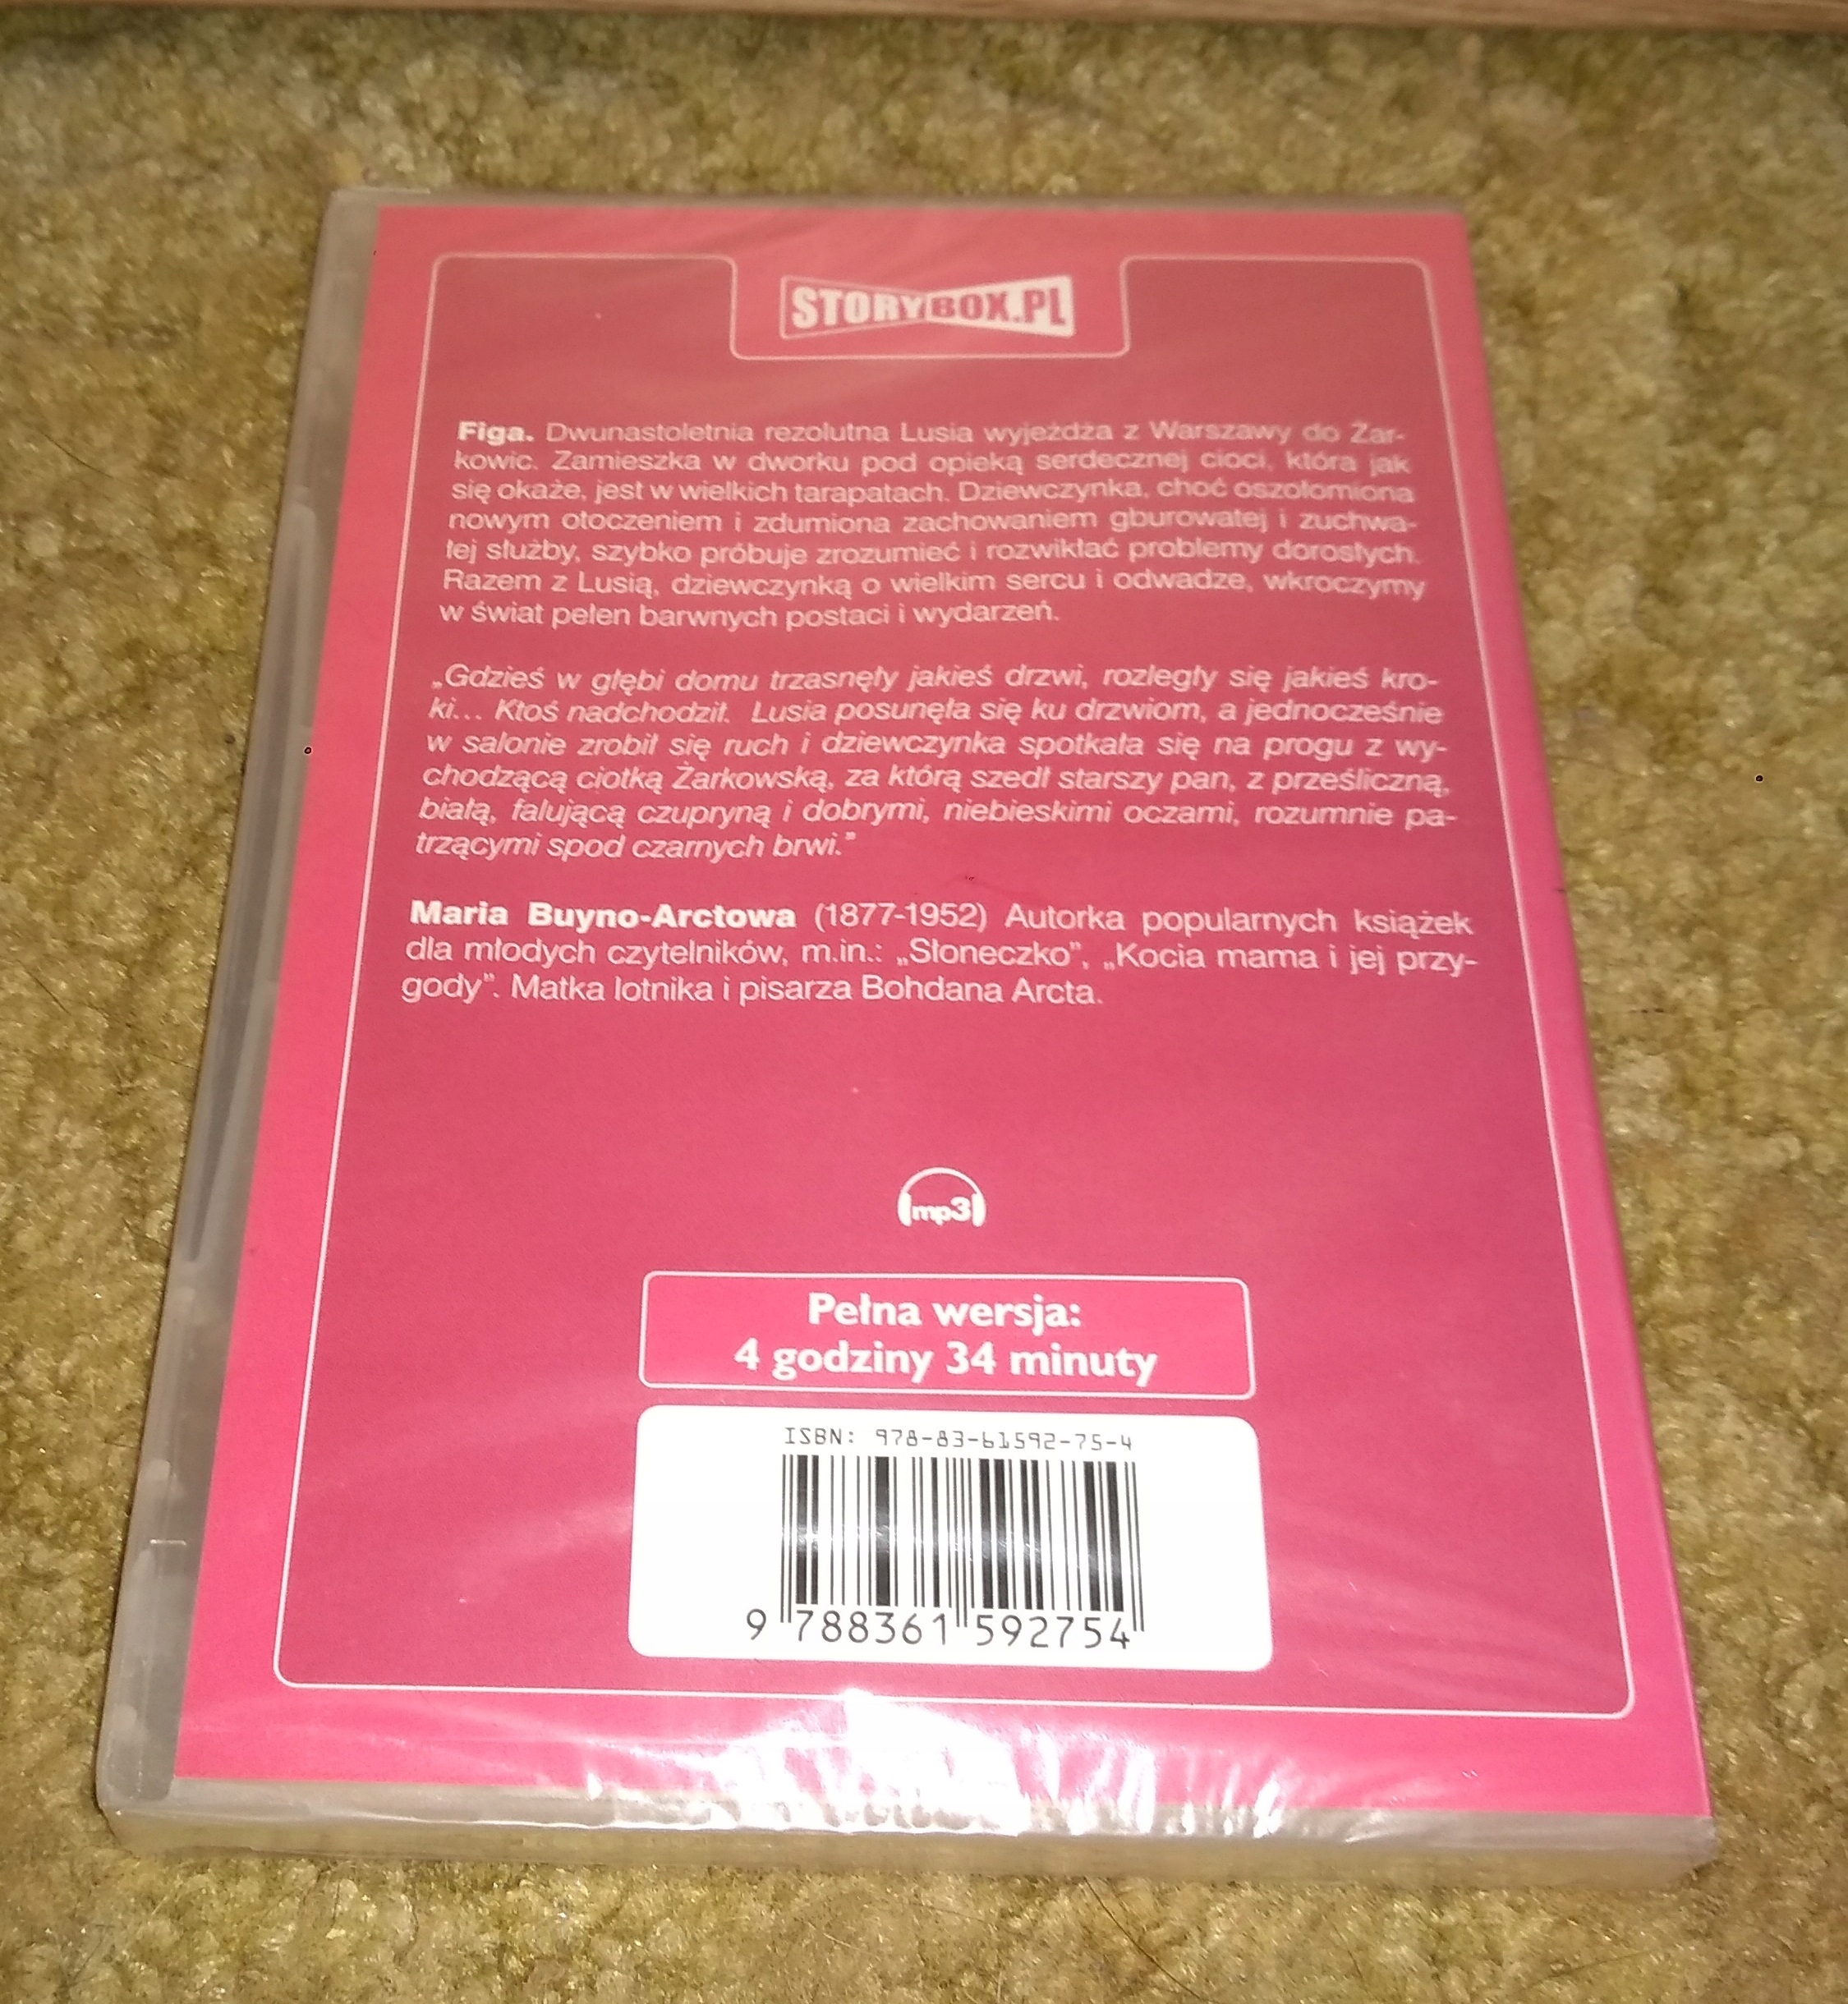 STORYBOX.PL
Figa. Dwunastoletnia rezolutna Lusia wyjeżdża z Warszawy do Żar-
kowic. Zamieszka w dworku pod opieką serdecznej cioci, która jak
się okaże, jest w wielkich tarapatach. Dziewczynka, choć oszołomiona
nowym otoczeniem i zdumiona zachowaniem gburowatej i zuchwa-
łej służby, szybko próbuje zrozumieć i rozwikłać problemy dorosłych.
Razem z Lusią, dziewczynką o wielkim sercu i odwadze, wkroczymy
w świat pełen barwnych postaci i wydarzeń.
„Gdzieś w głębi domu trzasnęły jakieś drzwi, rozległy się jakieś kro-
ki... Ktoś nadchodził. Lusia posunęła się ku drzwiom, a jednocześnie
w salonie zrobił się ruch i dziewczynka spotkała się na progu z wy-
chodzącą ciotką Żarkowską, za którą szedł starszy pan, z prześliczną,
białą, falującą czupryną i dobrymi, niebieskimi oczami, rozumnie pa-
trzącymi spod czarnych brwi.”
Maria Buyno-Arctowa (1877-1952) Autorka popularnych książek
dla młodych czytelników, m.in.: „Słoneczko”, „Kocia mama i jej przy-
gody”. Matka lotnika i pisarza Bohdana Arcta.
mp3
Pełna wersja:
4 godziny 34 minuty
ISBN: 978-83-61592-75-4
9 788361 592754